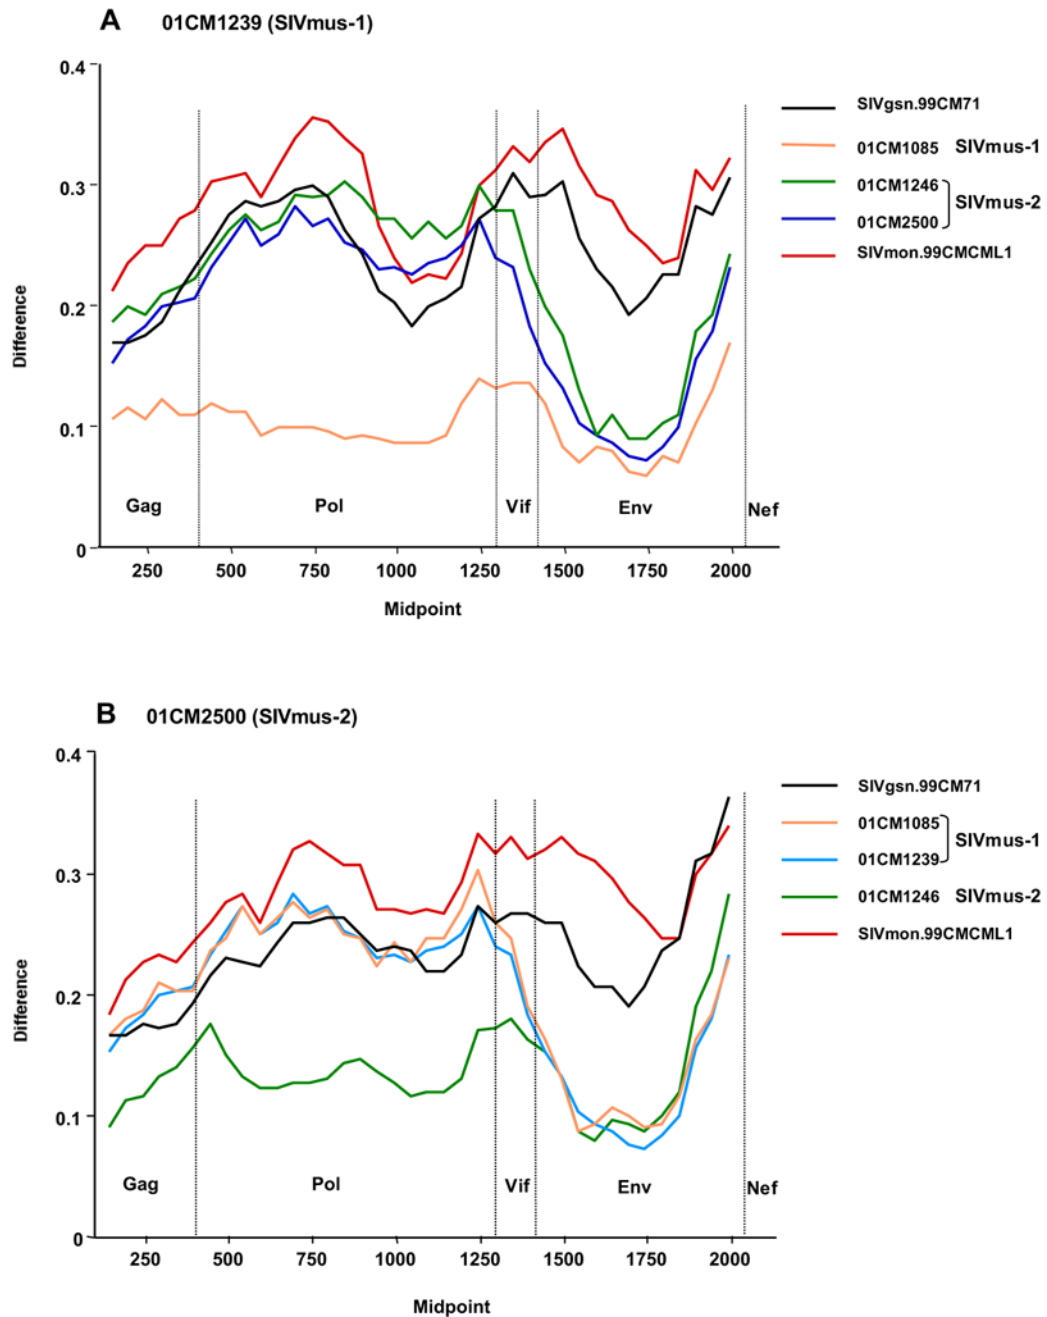 A 01CM1239 (SIVmus-1)
0.4
0.3
0.2
0.1
0
Difference
Gag Pol Vif Env Nef
250 500 750 1000 1250 1500 1750 2000
Midpoint
SIVgsn.99CM71
01CM1085 SIVmus-1
01CM1246
SIVmus-2
01CM2500
SIVmon.99CMCML1
B 01CM2500 (SIVmus-2)
0.4
0.3
0.2
0.1
0
Difference
Gag Pol Vif Env Nef
250 500 750 1000 1250 1500 1750 2000
Midpoint
SIVgsn.99CM71
01CM1085
SIVmus-1
01CM1239
01CM1246 SIVmus-2
SIVmon.99CMCML1